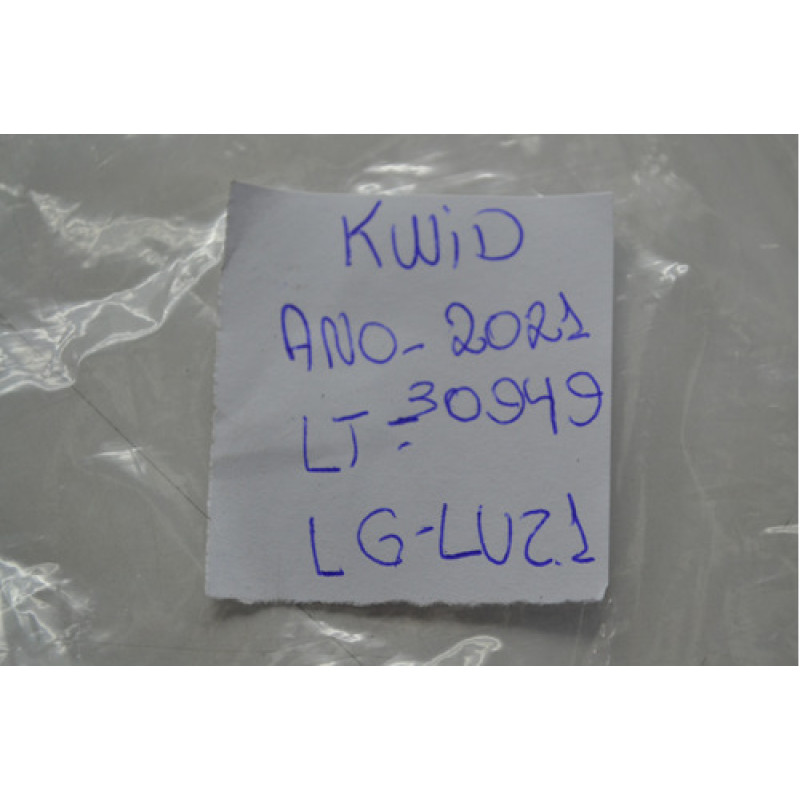 KWiD
ANO-2021
LT-30949
LG-LUZ.1